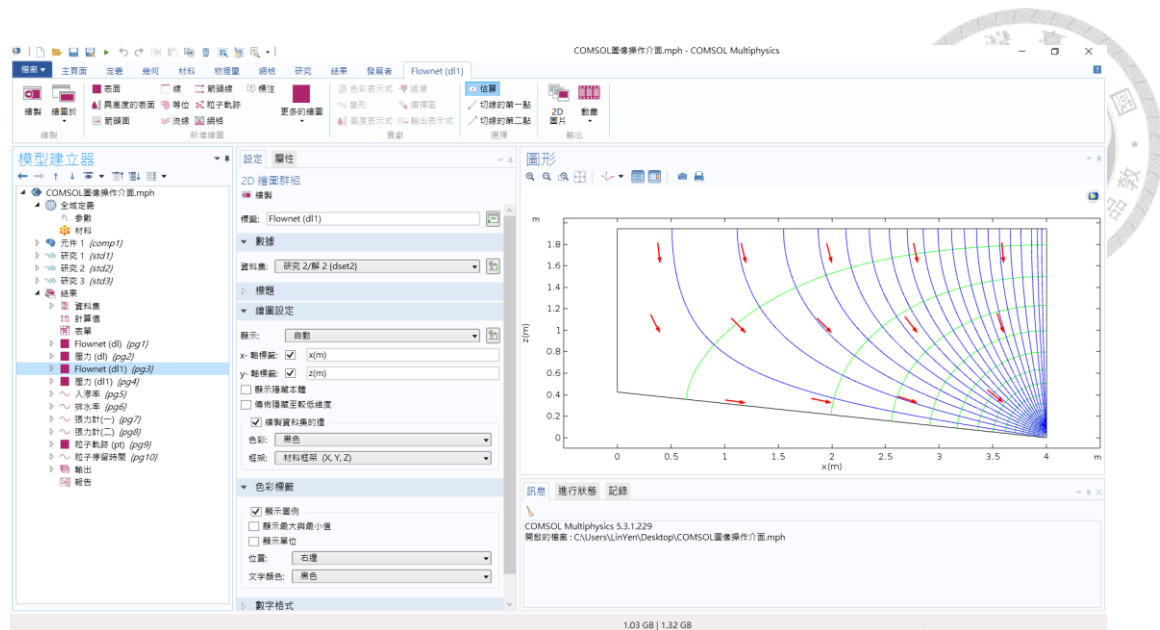 COMSOL圖像操作介面.mph - COMSOL Multiphysics
檔案▼ 主頁面 定義 幾何 材料 物理量 網格 研究 結果 發展者 Flownet (dl1)
表面 線 箭頭線 標注 色彩表示式 過濾 估算
繪製 繪圖於 具高度的表面 等位 粒子軌跡 更多的繪圖 變形 選擇區 切線的第一點 2D 圖片 動畫
箭頭面 流線 網格 高度表示式 輸出表示式 切線的第二點
繪製 新增繪圖 貢獻 選擇 輸出
模型建立器
COMSOL圖像操作介面.mph
全域定義
Pi 參數
材料
元件 1 (comp1)
研究 1 (std1)
研究 2 (std2)
研究 3 (std3)
結果
資料集
計算值
表單
Flownet (dl) (pg1)
壓力 (dl) (pg2)
Flownet (dl1) (pg3)
壓力 (dl1) (pg4)
入滲率 (pg5)
排水率 (pg6)
張力計(一) (pg7)
張力計(二) (pg8)
粒子軌跡 (pt) (pg9)
粒子停留時間 (pg10)
輸出
報告
設定 屬性
2D 繪圖群組
繪製
標籤: Flownet (dl1)
數據
資料集: 研究 2/解 2 (dset2)
標題
繪圖設定
顯示: 自動
x- 軸標籤: x(m)
y- 軸標籤: z(m)
顯示隱藏本體
傳佈隱藏至較低維度
繪製資料集的邊
色彩: 黑色
框架: 材料框架 (X, Y, Z)
色彩標籤
顯示圖例
顯示最大與最小值
顯示單位
位置: 右邊
文字顏色: 黑色
數字格式
圖形
m
1.8
1.6
1.4
1.2
1
0.8
0.6
0.4
0.2
0
z(m)
0 0.5 1 1.5 2 2.5 3 3.5 4 m
x(m)
訊息 進行狀態 記錄
COMSOL Multiphysics 5.3.1.229
開啟的檔案 : C:\Users\LinYen\Desktop\COMSOL圖像操作介面.mph
1.03 GB | 1.32 GB